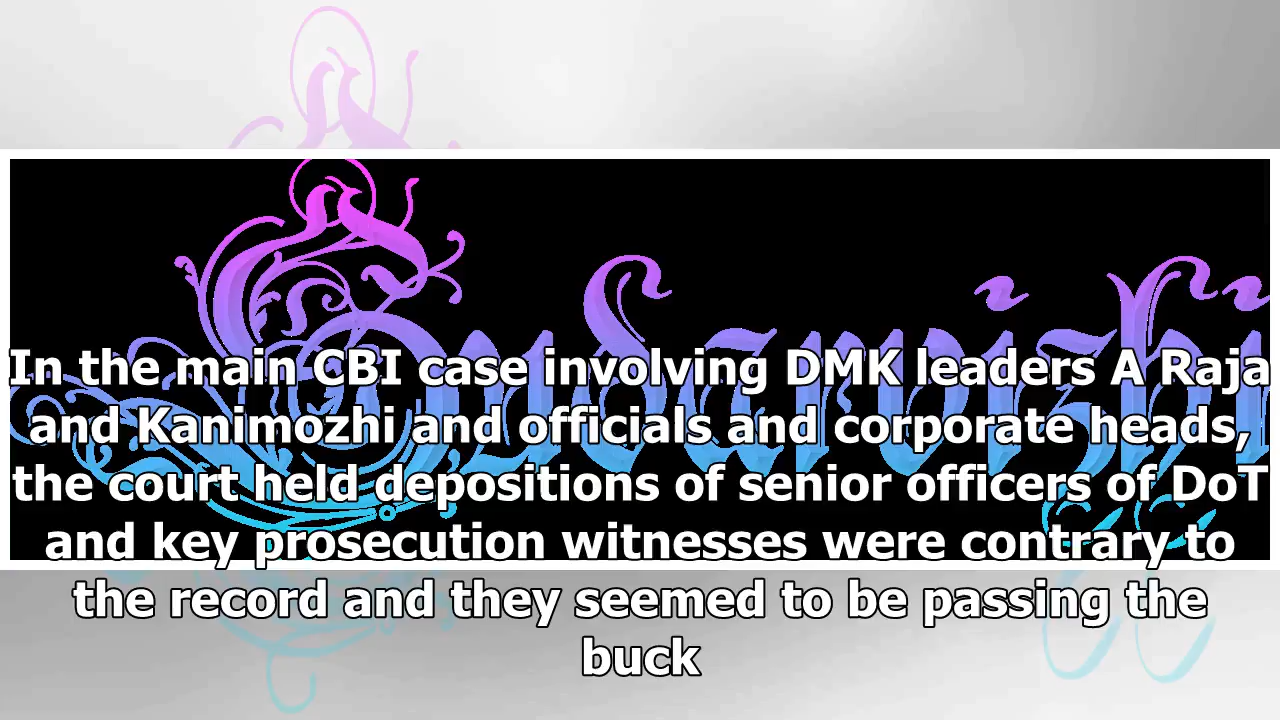 In the main CBI case involving DMK leaders A Raja
and Kanimozhi and officials and corporate heads,
the court held depositions of senior officers of DoT
and key prosecution witnesses were contrary to
the record and they seemed to be passing the
buck